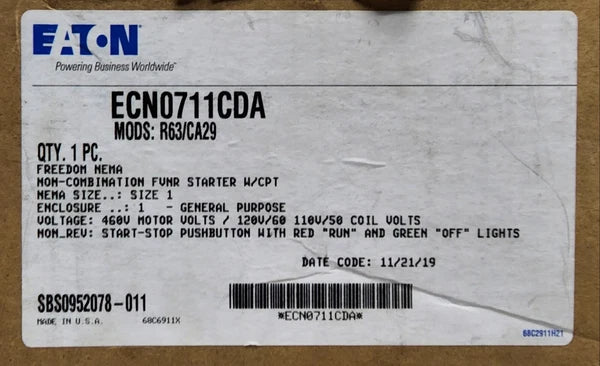 EATON
Powering Business Worldwide
ECN0711CDA
MODS: R63/CA29
QTY. 1 PC.
FREEDOM NEMA
NON-COMBINATION FVNR STARTER W/CPT
NEMA SIZE..: SIZE 1
ENCLOSURE ..: 1 - GENERAL PURPOSE
VOLTAGE: 460V MOTOR VOLTS / 120V/60 110V/50 COIL VOLTS
NON_REV: START-STOP PUSHBUTTON WITH RED "RUN" AND GREEN "OFF" LIGHTS
DATE CODE: 11/21/19
SBS0952078-011
MADE IN U.S.A. 68C6911X
*ECN0711CDA*
68C2911H21